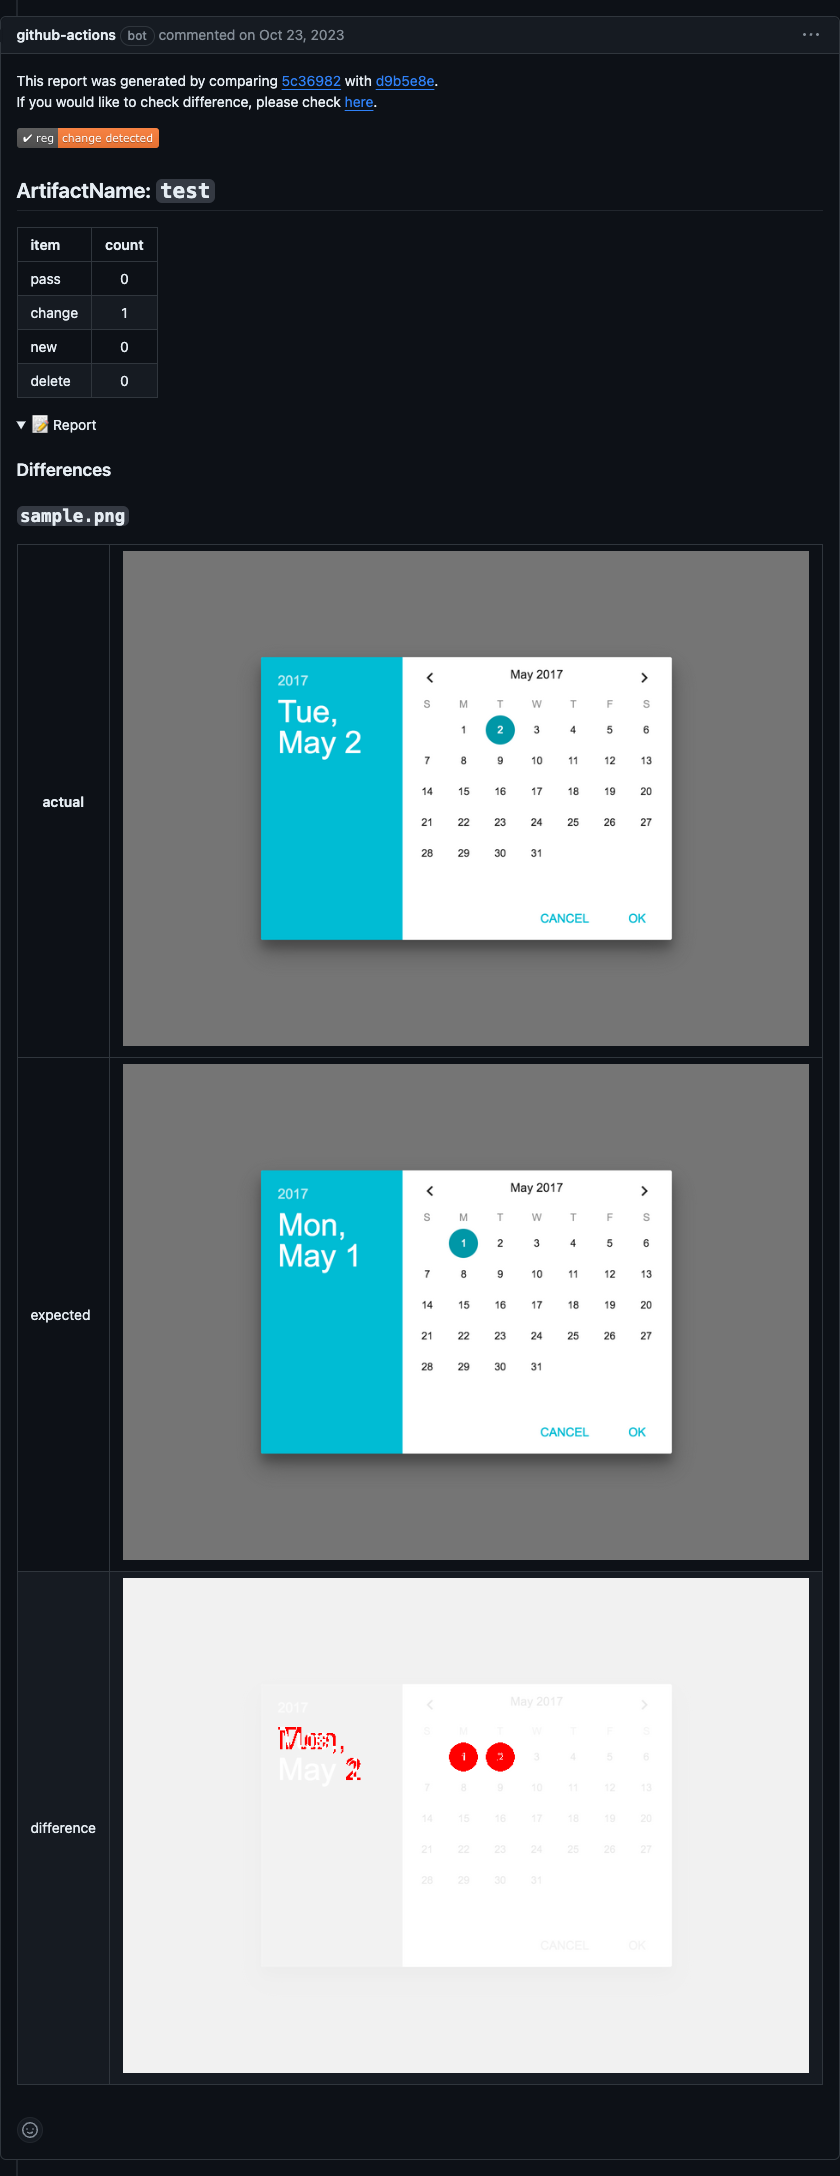 github-actions bot commented on Oct 23, 2023
This report was generated by comparing 5c36982 with d9b5e8e.
If you would like to check difference, please check here.
✔ reg change detected
ArtifactName: test
item count
pass 0
change 1
new 0
delete 0
▼ 📝 Report
Differences
sample.png
actual
2017
Tue,
May 2
May 2017
S M T W T F S
1 2 3 4 5 6
7 8 9 10 11 12 13
14 15 16 17 18 19 20
21 22 23 24 25 26 27
28 29 30 31
CANCEL OK
expected
2017
Mon,
May 1
May 2017
S M T W T F S
1 2 3 4 5 6
7 8 9 10 11 12 13
14 15 16 17 18 19 20
21 22 23 24 25 26 27
28 29 30 31
CANCEL OK
difference
2017
May
May 2017
S M T W T F S
1 2 3 4 5 6
7 8 9 10 11 12 13
14 15 16 17 18 19 20
21 22 23 24 25 26 27
28 29 30 31
CANCEL OK